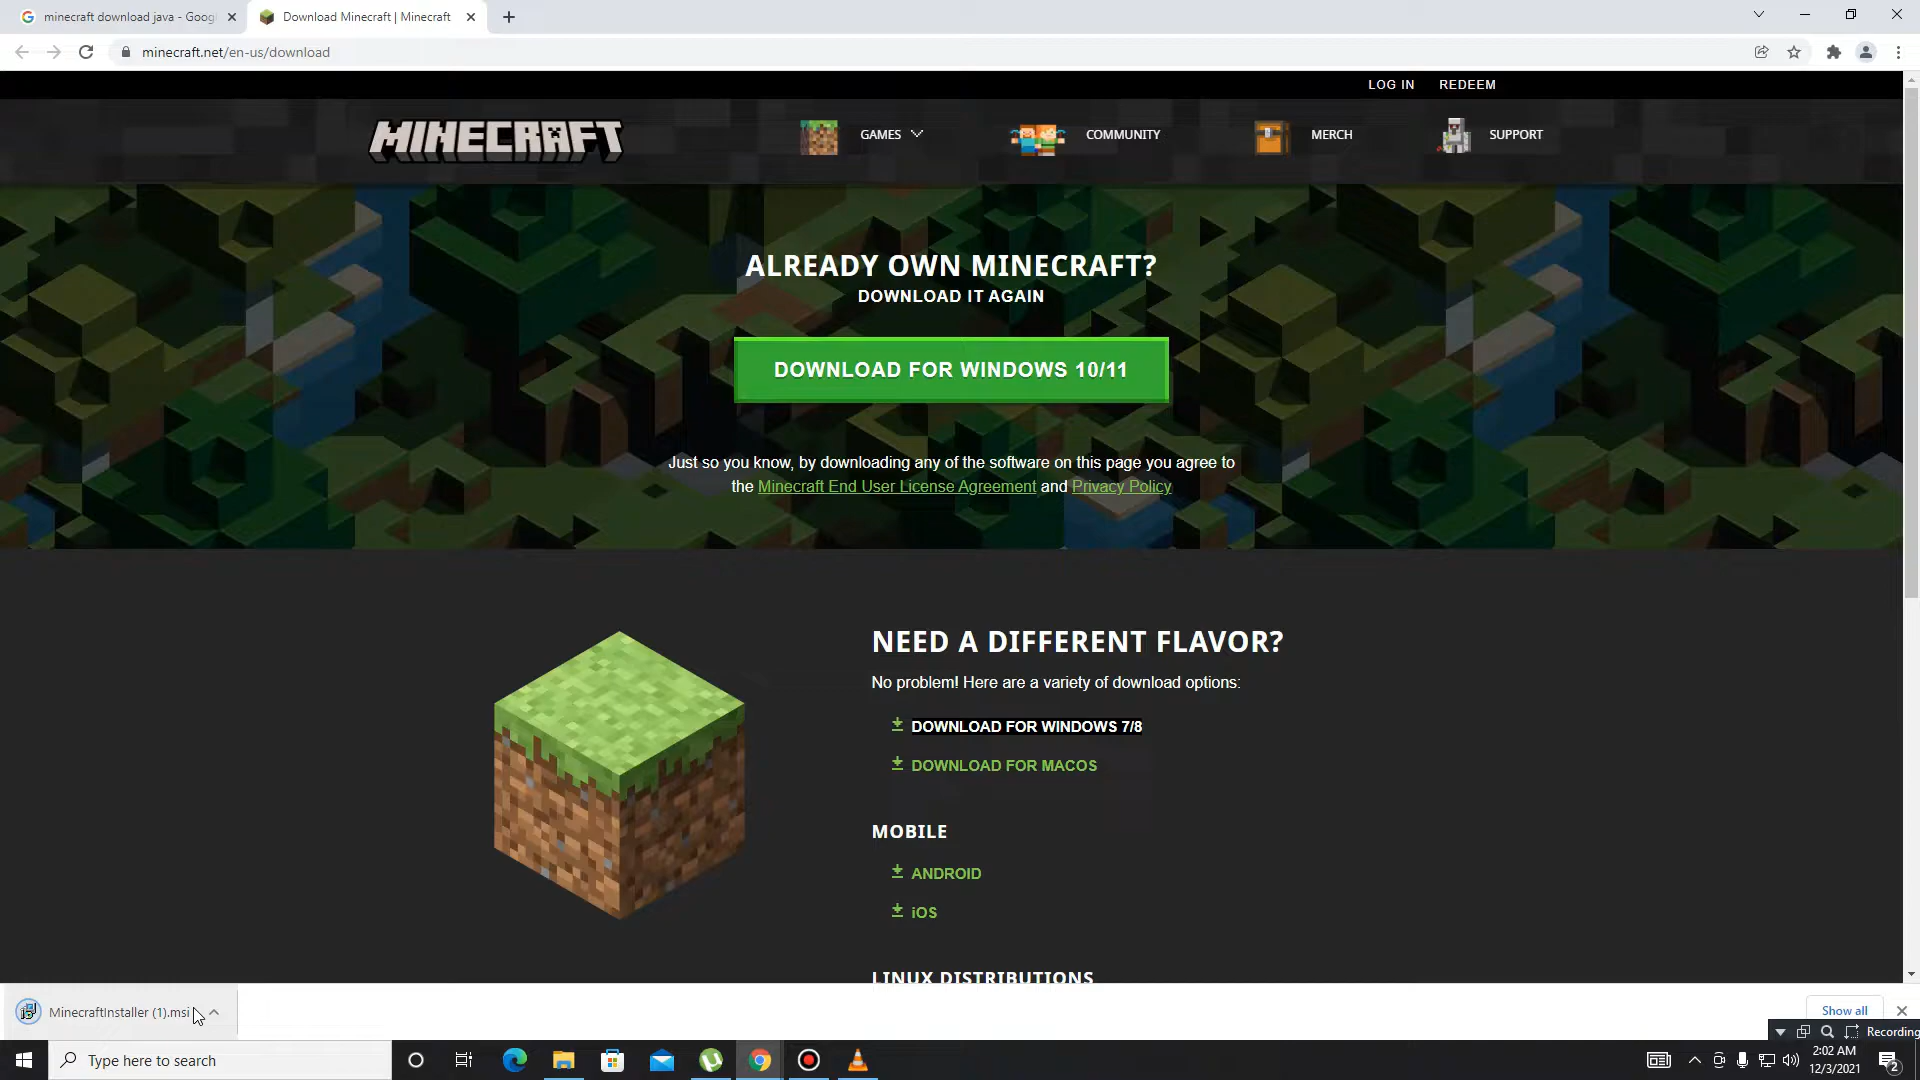 minecraft download java - Goog
Download Minecraft | Minecraft
minecraft.net/en-us/download
LOG IN
REDEEM
MINECRAFT
GAMES
COMMUNITY
MERCH
SUPPORT
ALREADY OWN MINECRAFT?
DOWNLOAD IT AGAIN
DOWNLOAD FOR WINDOWS 10/11
Just so you know, by downloading any of the software on this page you agree to
the Minecraft End User License Agreement and Privacy Policy
NEED A DIFFERENT FLAVOR?
No problem! Here are a variety of download options:
DOWNLOAD FOR WINDOWS 7/8
DOWNLOAD FOR MACOS
MOBILE
ANDROID
iOS
LINUX DISTRIBUTIONS
MinecraftInstaller (1).msi
Show all
Recording
Type here to search
2:02 AM
12/3/2021
2